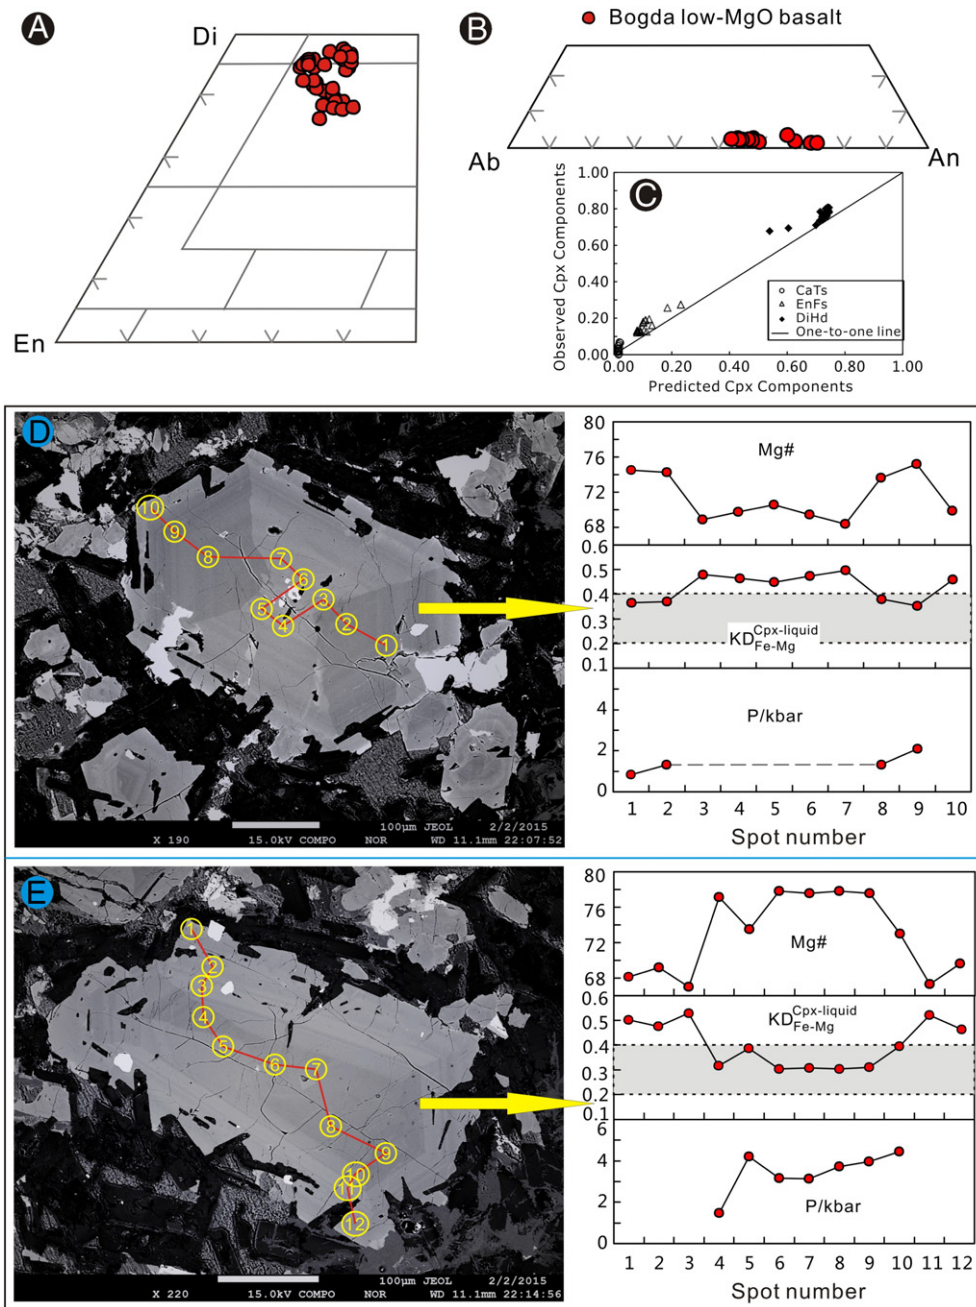 A
Di
En
B
Bogda low-MgO basalt
Ab
An
C
Observed Cpx Components
1.00
0.80
0.60
0.40
0.20
0.00
CaTs
EnFs
DiHd
One-to-one line
0.00 0.20 0.40 0.60 0.80 1.00
Predicted Cpx Components
D
10
9
8
7
6
5
4
3
2
1
100µm JEOL 2/2/2015
X 190 15.0kV COMPO NOR WD 11.1mm 22:07:52
80
76
72
68
Mg#
0.6
0.5
0.4
0.3
0.2
0.1
KD Cpx-liquid Fe-Mg
4
2
0
P/kbar
1 2 3 4 5 6 7 8 9 10
Spot number
E
1
2
3
4
5
6
7
8
9
10
11
12
100µm JEOL 2/2/2015
X 220 15.0kV COMPO NOR WD 11.1mm 22:14:56
80
76
72
68
Mg#
0.6
0.5
0.4
0.3
0.2
0.1
KD Cpx-liquid Fe-Mg
4
2
0
P/kbar
1 2 3 4 5 6 7 8 9 10 11 12
Spot number